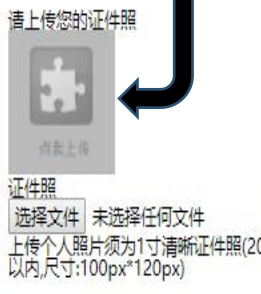 请上传您的证件照
点此上传
证件照
选择文件 未选择任何文件
上传个人照片须为1寸清晰证件照(20
以内,尺寸:100px*120px)